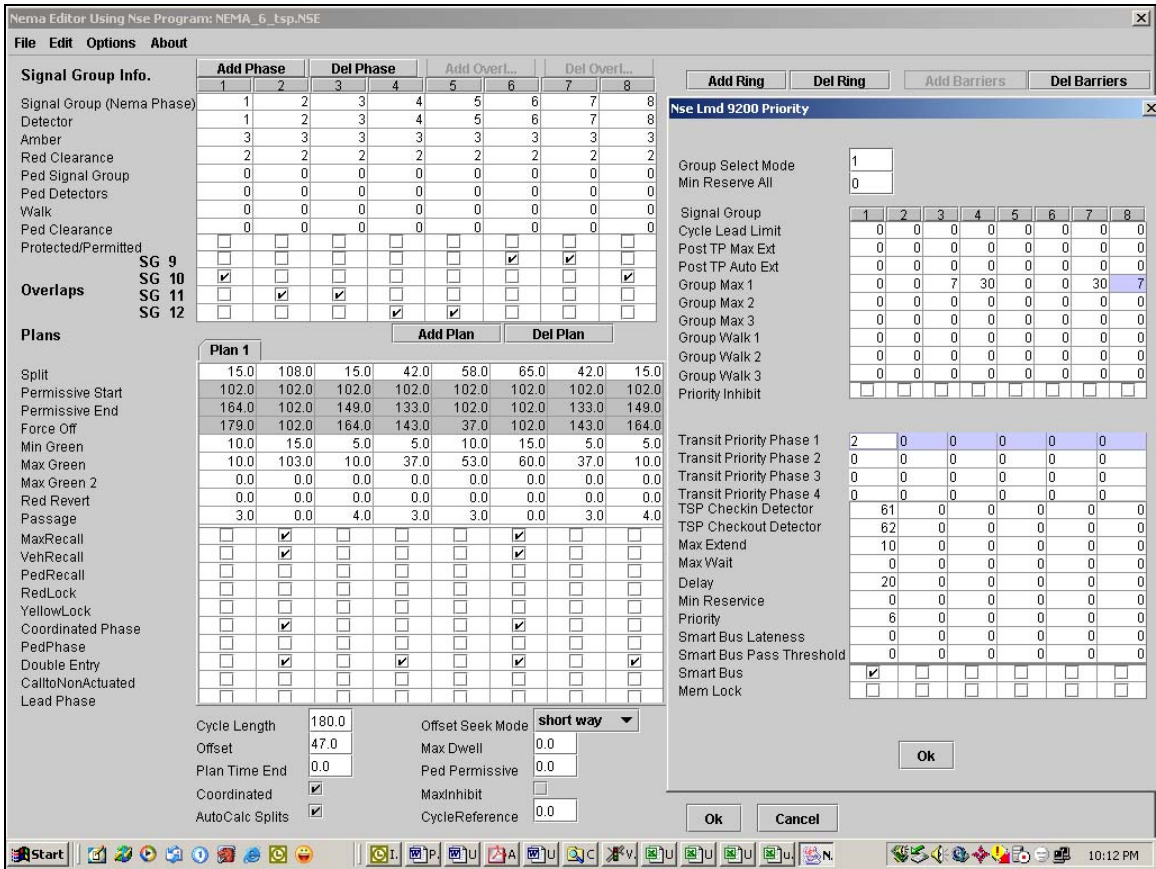 Nema Editor Using Nse Program: NEMA_6_tsp.NSE
File Edit Options About
Signal Group Info.
Add Phase Del Phase Add Overl... Del Overl...
Add Ring Del Ring Add Barriers Del Barriers
1 2 3 4 5 6 7 8
Signal Group (Nema Phase) 1 2 3 4 5 6 7 8
Detector 1 2 3 4 5 6 7 8
Amber 3 3 3 3 3 3 3 3
Red Clearance 2 2 2 2 2 2 2 2
Ped Signal Group 0 0 0 0 0 0 0 0
Ped Detectors 0 0 0 0 0 0 0 0
Walk 0 0 0 0 0 0 0 0
Ped Clearance 0 0 0 0 0 0 0 0
Protected/Permitted
SG 9
SG 10
Overlaps SG 11
SG 12
Plans
Add Plan Del Plan
Plan 1
Split 15.0 108.0 15.0 42.0 58.0 65.0 42.0 15.0
Permissive Start 102.0 102.0 102.0 102.0 102.0 102.0 102.0 102.0
Permissive End 164.0 102.0 149.0 133.0 102.0 102.0 133.0 149.0
Force Off 179.0 102.0 164.0 143.0 37.0 102.0 143.0 164.0
Min Green 10.0 15.0 5.0 5.0 10.0 15.0 5.0 5.0
Max Green 10.0 103.0 10.0 37.0 53.0 60.0 37.0 10.0
Max Green 2 0.0 0.0 0.0 0.0 0.0 0.0 0.0 0.0
Red Revert 0.0 0.0 0.0 0.0 0.0 0.0 0.0 0.0
Passage 3.0 0.0 4.0 3.0 3.0 0.0 3.0 4.0
MaxRecall
VehRecall
PedRecall
RedLock
YellowLock
Coordinated Phase
PedPhase
Double Entry
CalltoNonActuated
Lead Phase
Cycle Length 180.0 Offset Seek Mode short way
Offset 47.0 Max Dwell 0.0
Plan Time End 0.0 Ped Permissive 0.0
Coordinated MaxInhibit
AutoCalc Splits CycleReference 0.0
Nse Lmd 9200 Priority
Group Select Mode 1
Min Reserve All 0
Signal Group 1 2 3 4 5 6 7 8
Cycle Lead Limit 0 0 0 0 0 0 0 0
Post TP Max Ext 0 0 0 0 0 0 0 0
Post TP Auto Ext 0 0 0 0 0 0 0 0
Group Max 1 0 0 7 30 0 0 30 7
Group Max 2 0 0 0 0 0 0 0 0
Group Max 3 0 0 0 0 0 0 0 0
Group Walk 1 0 0 0 0 0 0 0 0
Group Walk 2 0 0 0 0 0 0 0 0
Group Walk 3 0 0 0 0 0 0 0 0
Priority Inhibit
Transit Priority Phase 1 2 0 0 0 0 0
Transit Priority Phase 2 0 0 0 0 0 0
Transit Priority Phase 3 0 0 0 0 0 0
Transit Priority Phase 4 0 0 0 0 0 0
TSP Checkin Detector 61 0 0 0 0 0
TSP Checkout Detector 62 0 0 0 0 0
Max Extend 10 0 0 0 0 0
Max Wait 0 0 0 0 0 0
Delay 20 0 0 0 0 0
Min Reservice 0 0 0 0 0 0
Priority 6 0 0 0 0 0
Smart Bus Lateness 0 0 0 0 0 0
Smart Bus Pass Threshold 0 0 0 0 0 0
Smart Bus
Mem Lock
Ok
Ok Cancel
Start I. P. U A U C V. U U U u. N. 10:12 PM